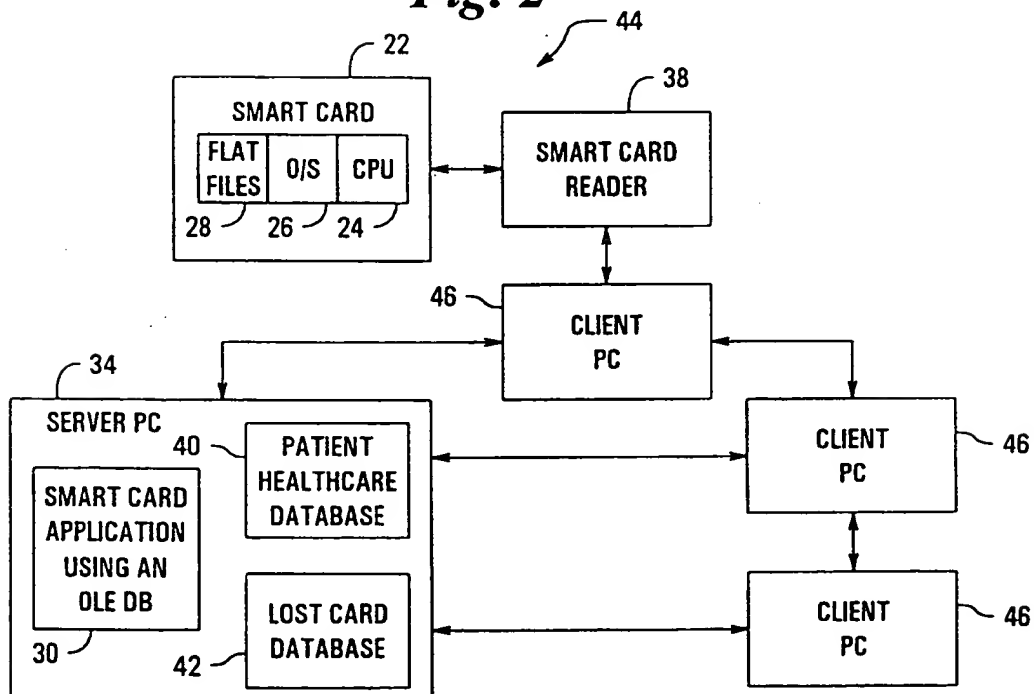 Fig. 2
44
22
38
SMART CARD
FLAT
FILES
O/S
CPU
28
26
24
SMART CARD
READER
46
CLIENT
PC
34
SERVER PC
40
PATIENT
HEALTHCARE
DATABASE
CLIENT
PC
46
SMART CARD
APPLICATION
USING AN
OLE DB
30
LOST CARD
DATABASE
42
CLIENT
PC
46